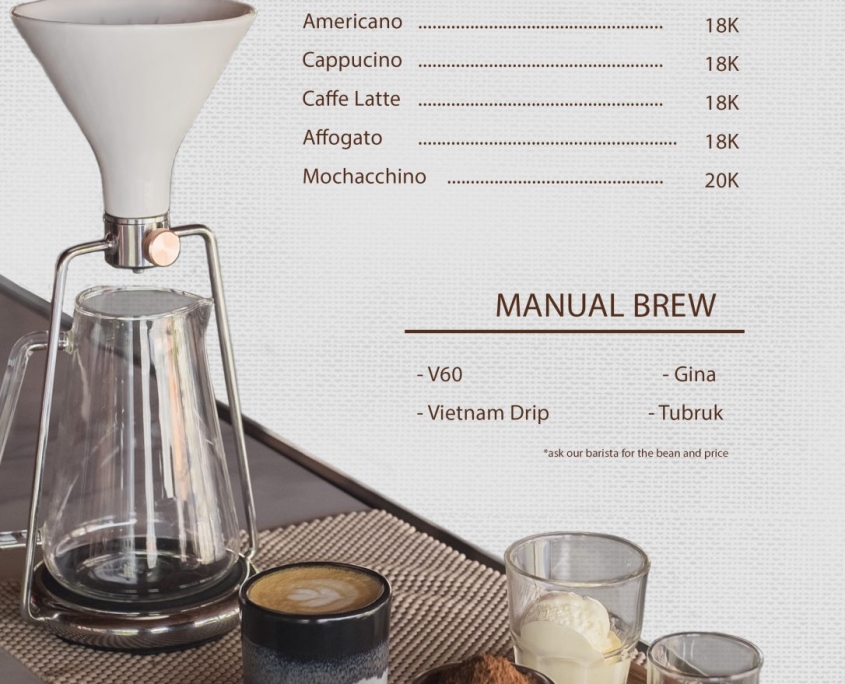 Americano ........................................................ 18K
Cappucino ........................................................ 18K
Caffe Latte ........................................................ 18K
Affogato ........................................................... 18K
Mochacchino ................................................. 20K
MANUAL BREW
- V60 - Gina
- Vietnam Drip - Tubruk
*ask our barista for the bean and price